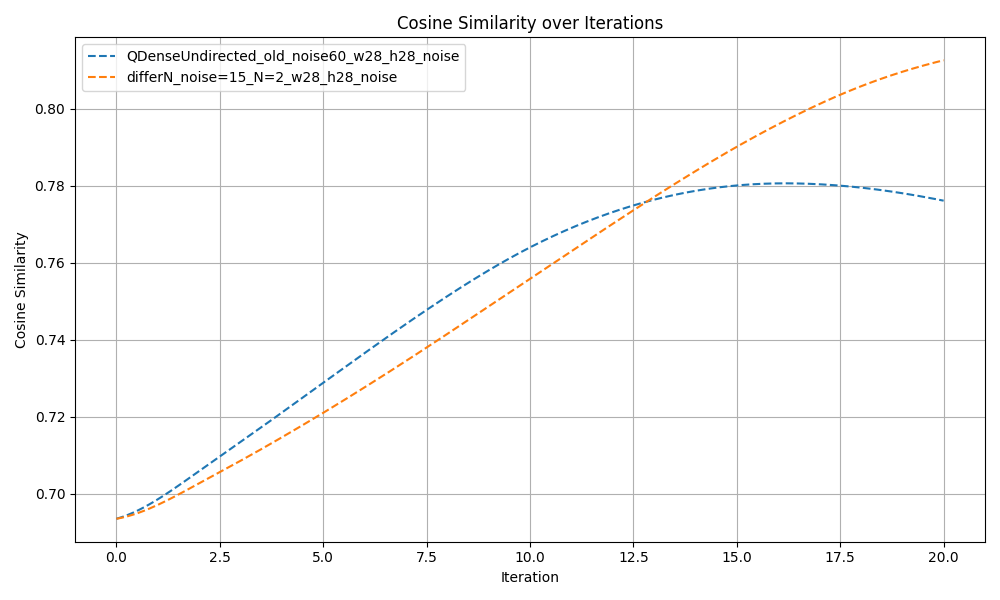 Cosine Similarity over Iterations
QDenseUndirected_old_noise60_w28_h28_noise
differN_noise=15_N=2_w28_h28_noise
Cosine Similarity
0.80
0.78
0.76
0.74
0.72
0.70
0.0 2.5 5.0 7.5 10.0 12.5 15.0 17.5 20.0
Iteration